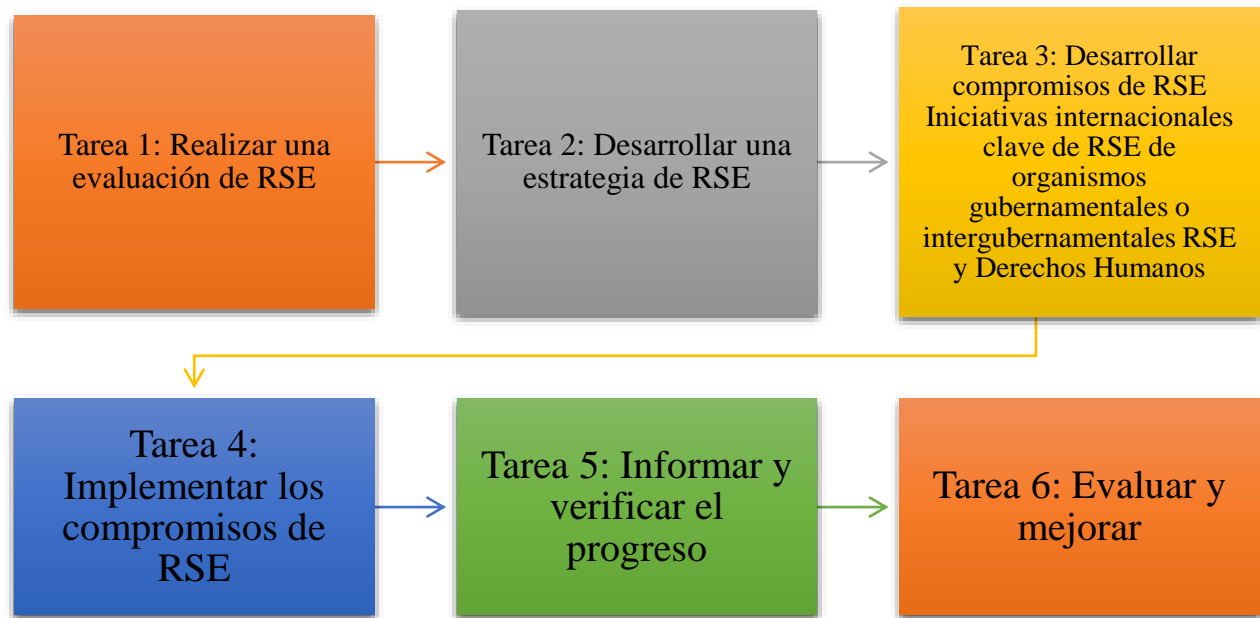 Tarea 1: Realizar una
evaluación de RSE
Tarea 2: Desarrollar una
estrategia de RSE
Tarea 3: Desarrollar
compromisos de RSE
Iniciativas internacionales
clave de RSE de
organismos
gubernamentales o
intergubernamentales RSE
y Derechos Humanos
Tarea 4:
Implementar los
compromisos de
RSE
Tarea 5: Informar y
verificar el
progreso
Tarea 6: Evaluar y
mejorar